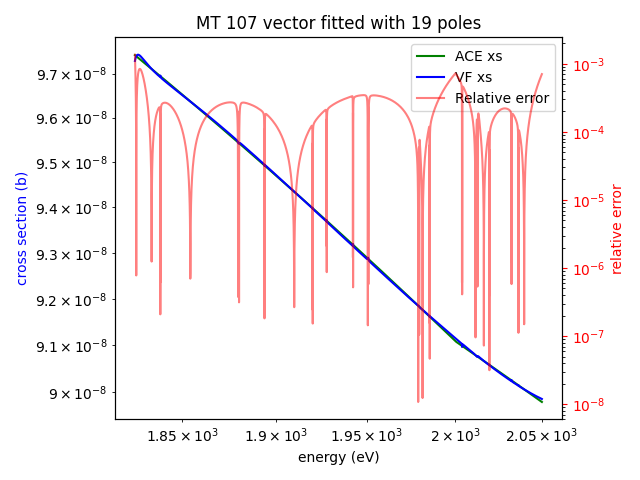 MT 107 vector fitted with 19 poles
ACE xs
VF xs
Relative error
cross section (b)
9.7 × 10⁻⁸
9.6 × 10⁻⁸
9.5 × 10⁻⁸
9.4 × 10⁻⁸
9.3 × 10⁻⁸
9.2 × 10⁻⁸
9.1 × 10⁻⁸
9 × 10⁻⁸
10⁻³
10⁻⁴
10⁻⁵
10⁻⁶
10⁻⁷
10⁻⁸
relative error
1.85 × 10³ 1.9 × 10³ 1.95 × 10³ 2 × 10³ 2.05 × 10³
energy (eV)